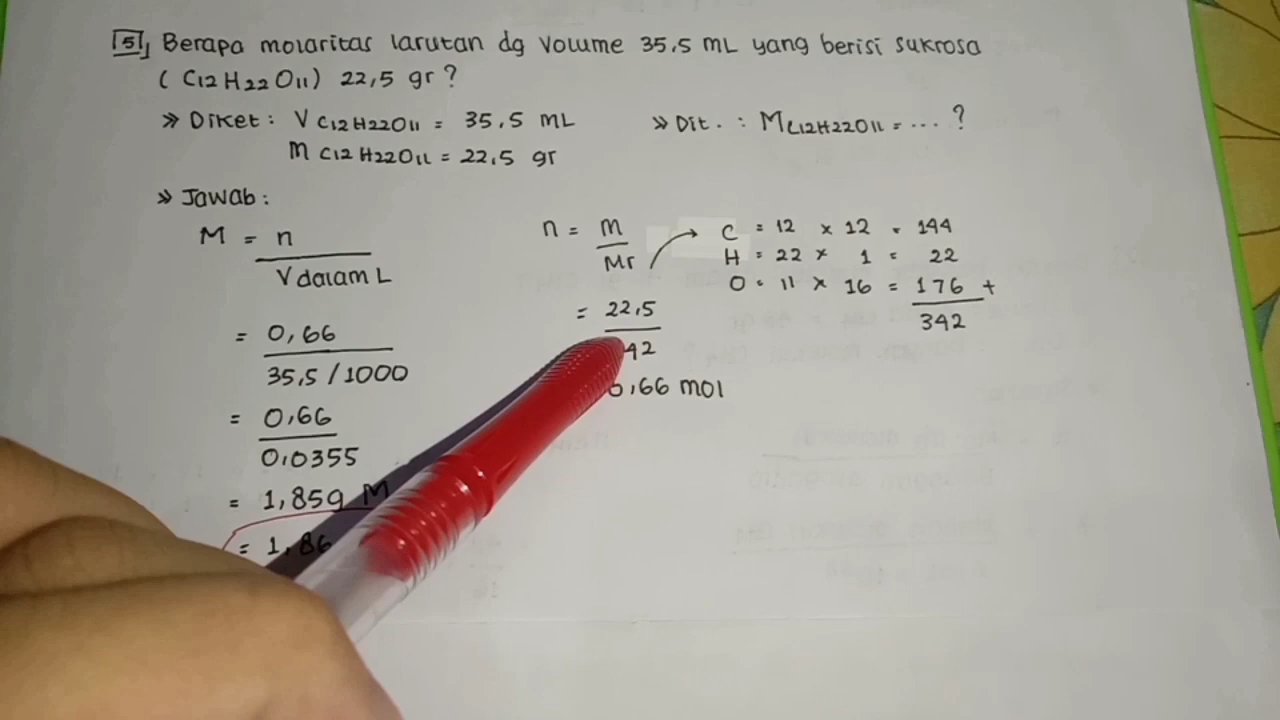 5, Berapa molaritas larutan dg volume 35,5 mL yang berisi sukrosa
(C12H22O11) 22,5 gr?
» Diket: V C12H22O11 = 35,5 mL
m C12H22O11 = 22,5 gr
» Dit. : M C12H22O11 = ... ?
» Jawab:
M = n
V dalam L
= 0,66
35,5 / 1000
= 0,66
0,0355
= 1,859 M
= 1,86
n = m
Mr
= 22,5
42
0,66 mol
C = 12 x 12 = 144
H = 22 x 1 = 22
O = 11 x 16 = 176 +
342